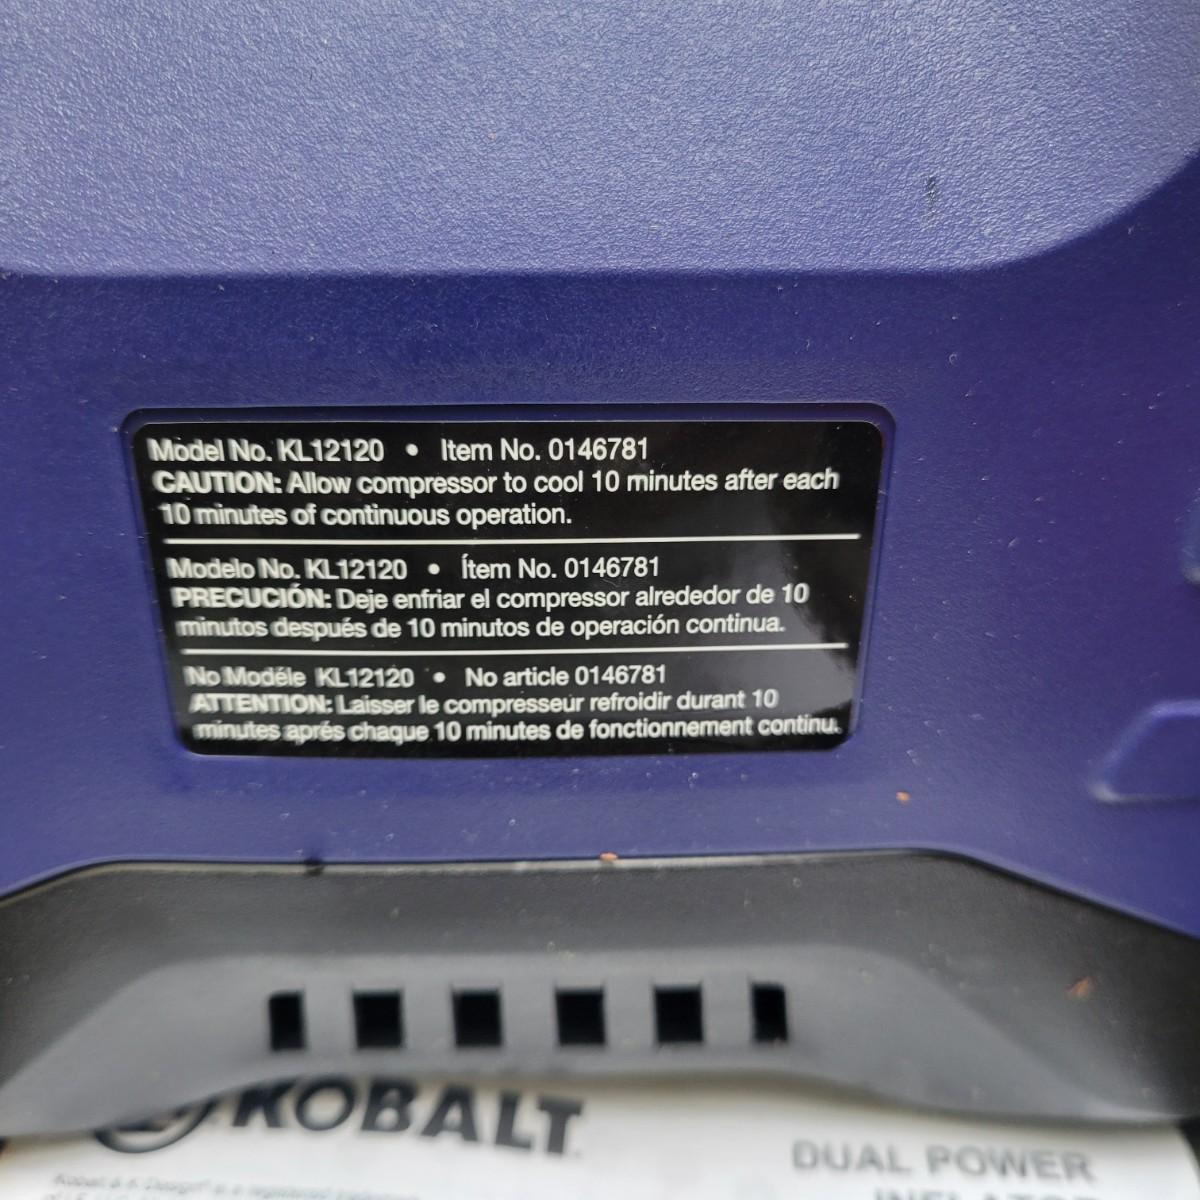 Model No. KL12120 • Item No. 0146781
CAUTION: Allow compressor to cool 10 minutes after each
10 minutes of continuous operation.
Modelo No. KL12120 • Ítem No. 0146781
PRECUCIÓN: Deje enfriar el compressor alrededor de 10
minutos después de 10 minutos de operación continua.
No Modéle KL12120 • No article 0146781
ATTENTION: Laisser le compresseur refroidir durant 10
minutes aprés chaque 10 minutes de fonctionnement continu.
KOBALT
DUAL POWER